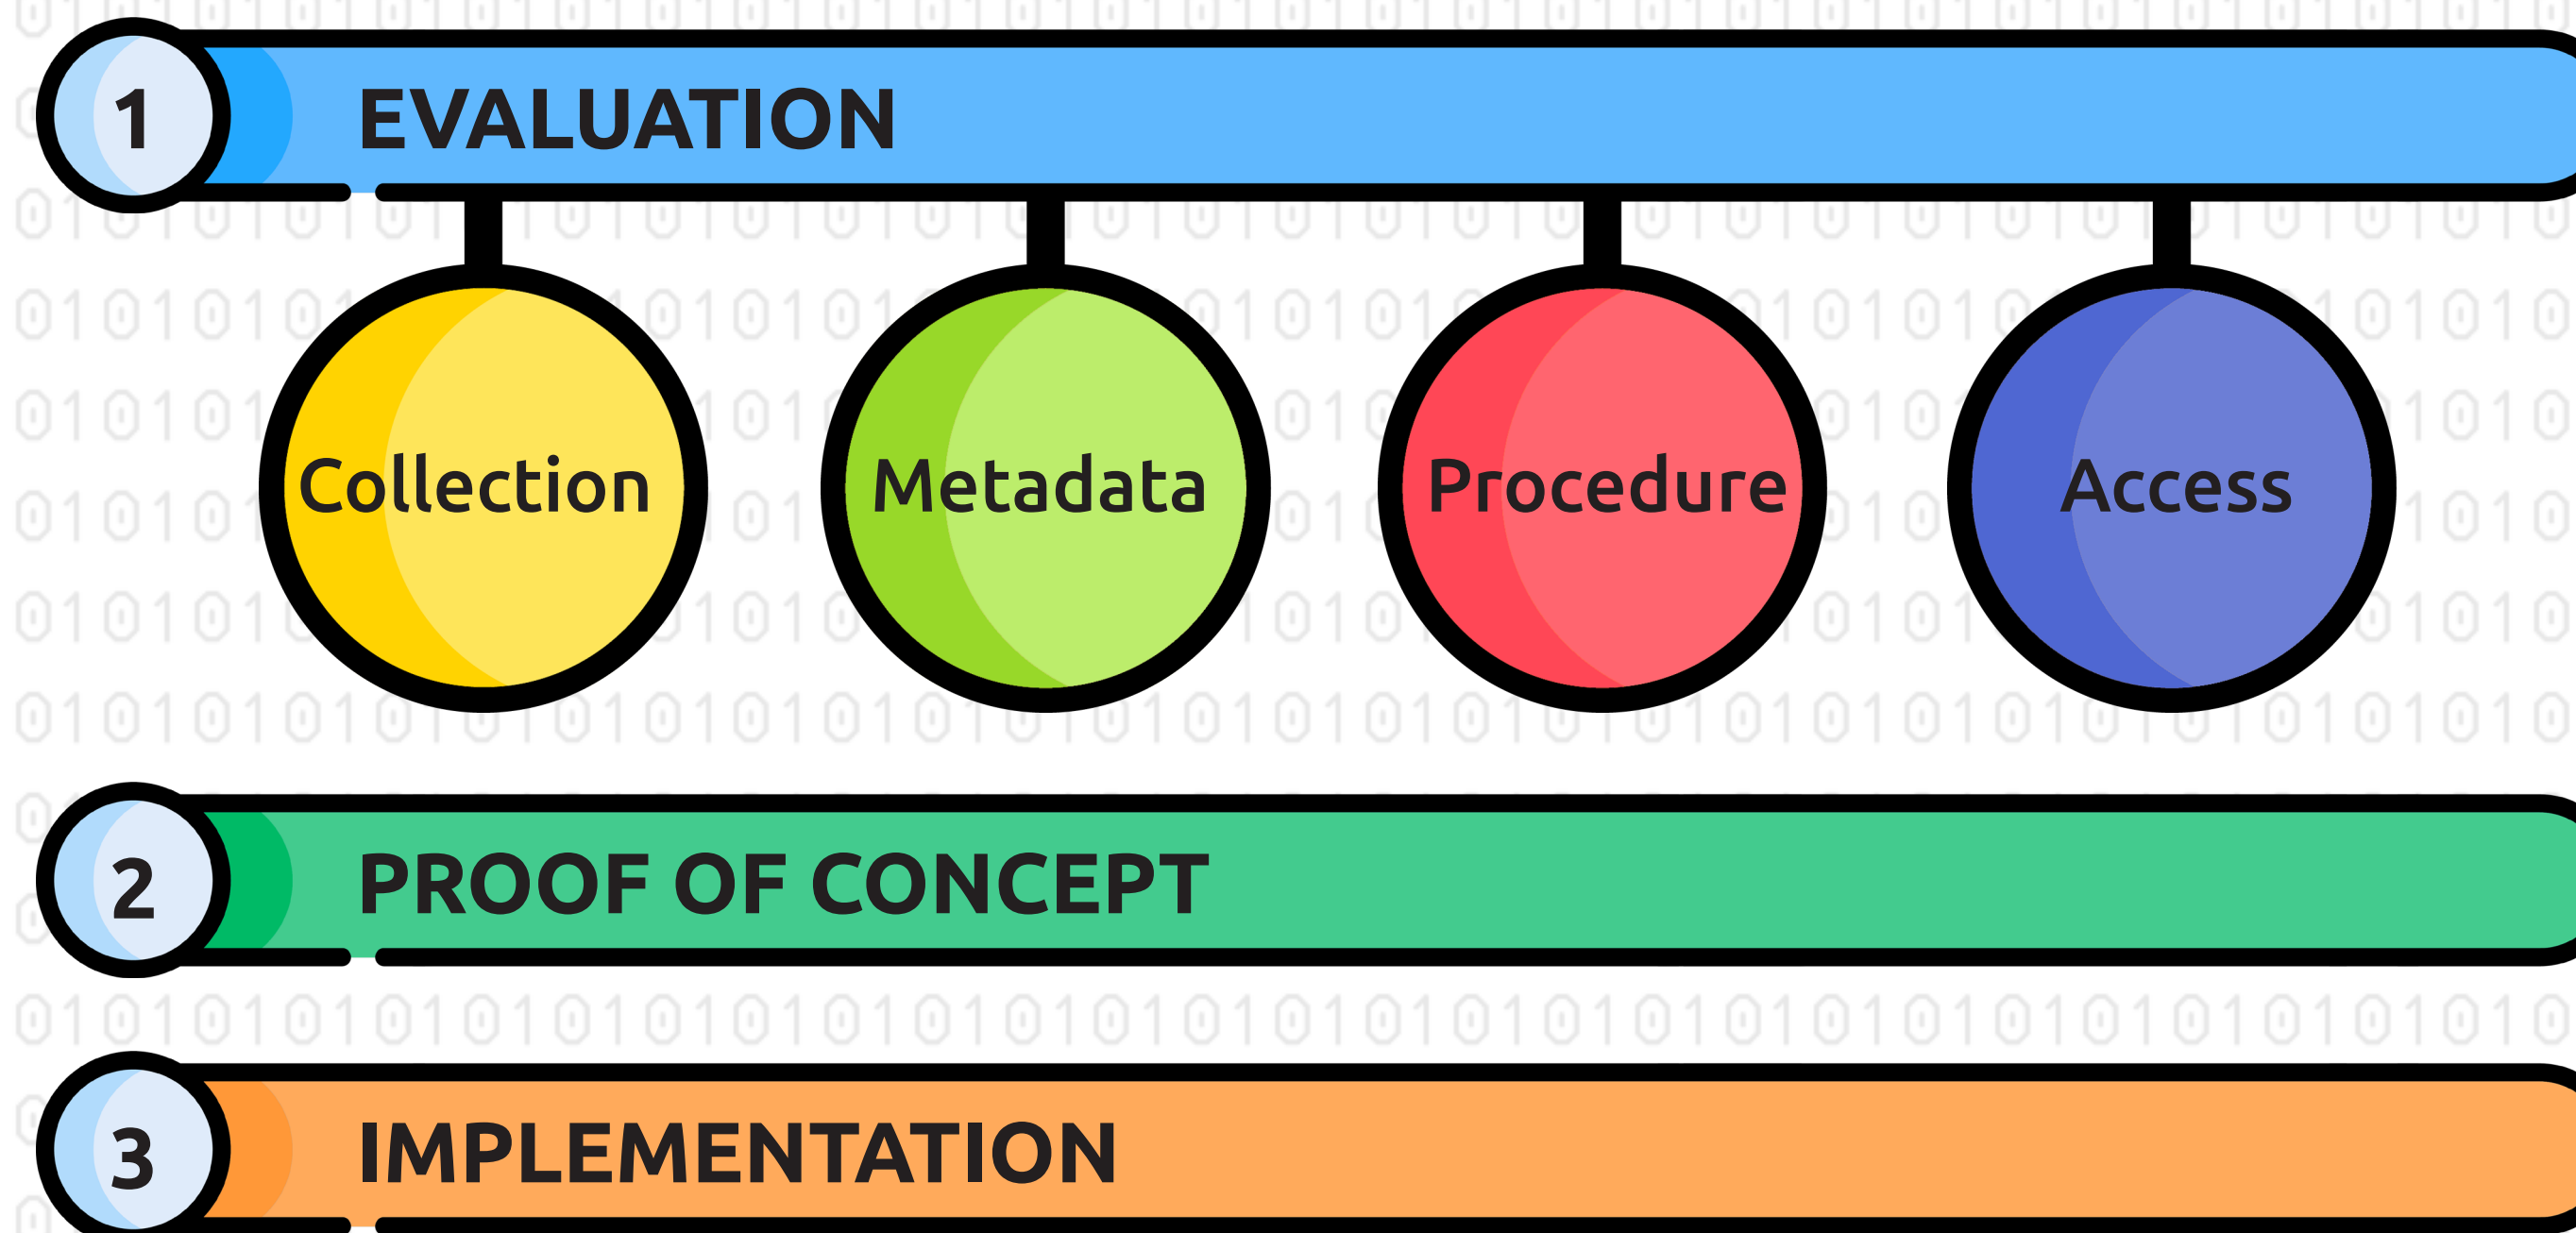 1 EVALUATION
Collection Metadata Procedure Access
2 PROOF OF CONCEPT
3 IMPLEMENTATION